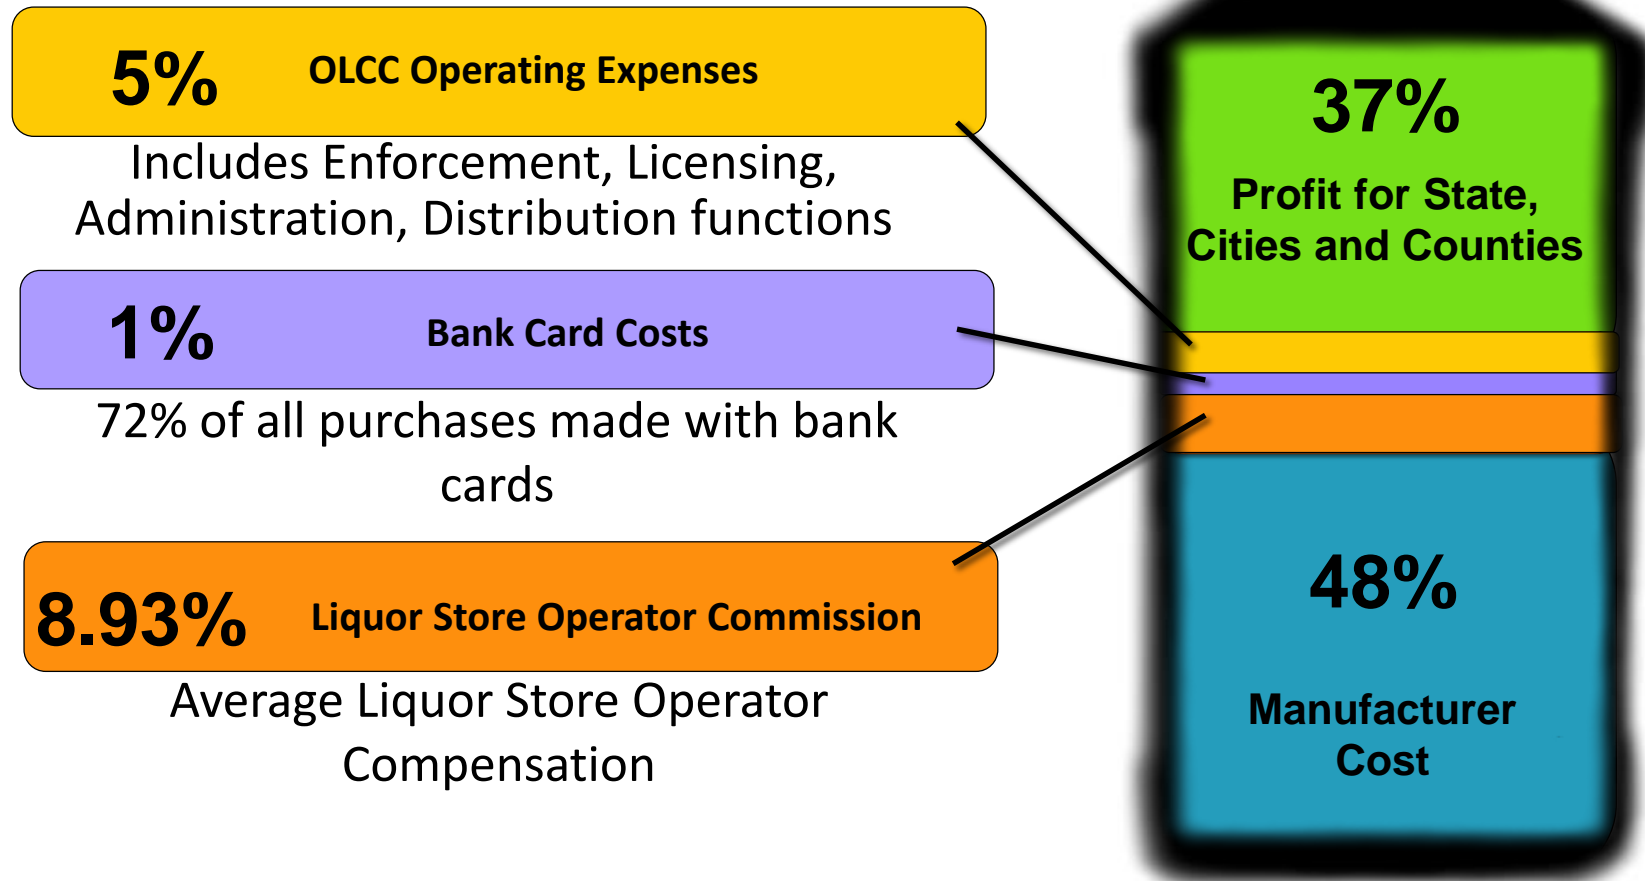 5% OLCC Operating Expenses
Includes Enforcement, Licensing,
Administration, Distribution functions
1% Bank Card Costs
72% of all purchases made with bank
cards
8.93% Liquor Store Operator Commission
Average Liquor Store Operator
Compensation
37%
Profit for State,
Cities and Counties
48%
Manufacturer
Cost